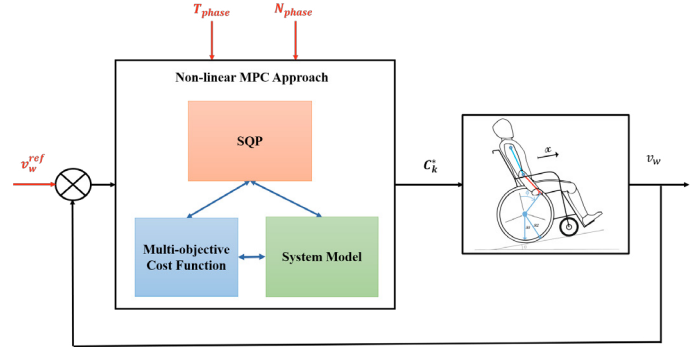 T_phase N_phase
Non-linear MPC Approach
SQP
v_w^ref
C_k^*
x
v_w
Multi-objective
Cost Function
System Model